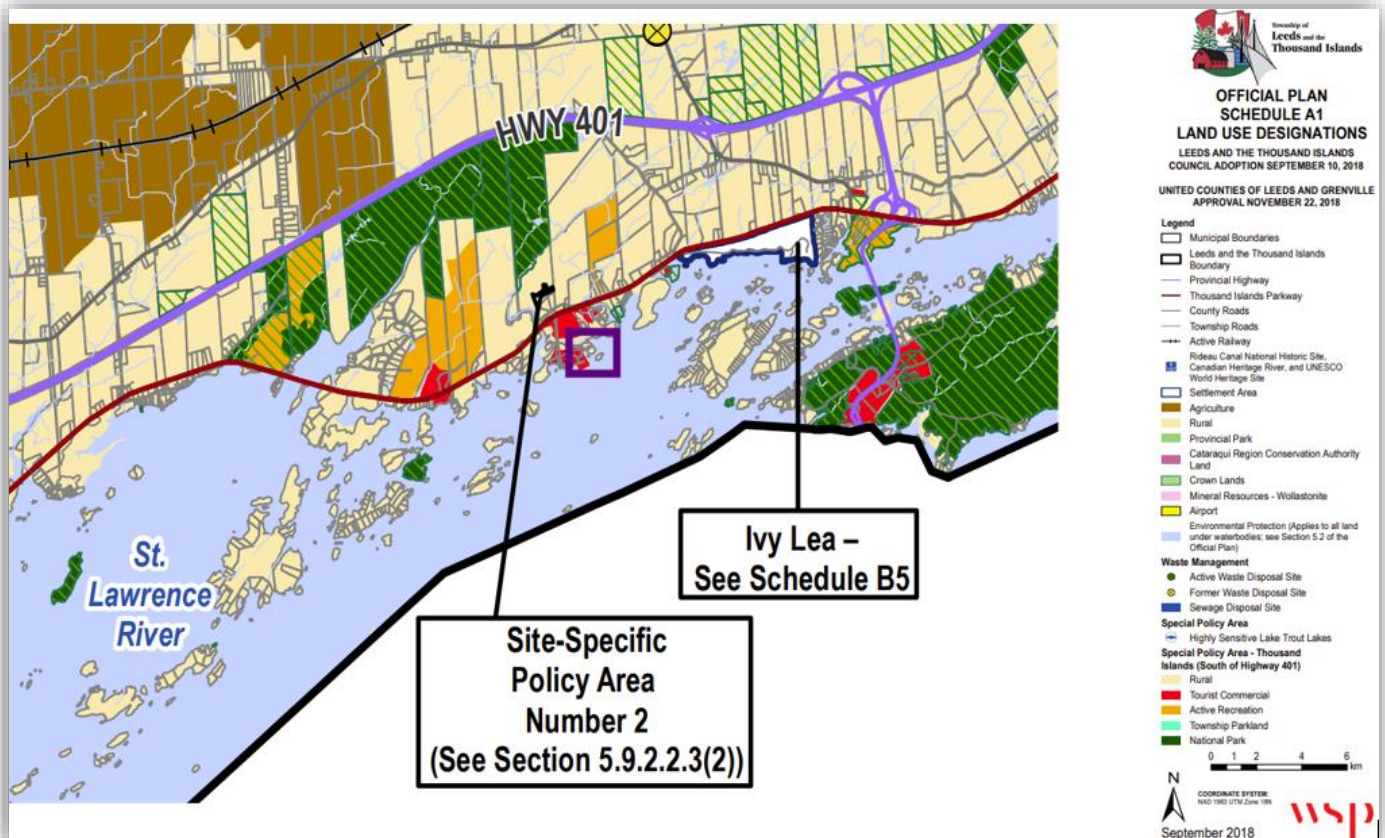 HWY 401
St.
Lawrence
River
Ivy Lea –
See Schedule B5
Site-Specific
Policy Area
Number 2
(See Section 5.9.2.2.3(2))
Township of
Leeds and the
Thousand Islands
OFFICIAL PLAN
SCHEDULE A1
LAND USE DESIGNATIONS
LEEDS AND THE THOUSAND ISLANDS
COUNCIL ADOPTION SEPTEMBER 10, 2018
UNITED COUNTIES OF LEEDS AND GRENVILLE
APPROVAL NOVEMBER 22, 2018
Legend
Municipal Boundaries
Leeds and the Thousand Islands
Boundary
Provincial Highway
Thousand Islands Parkway
County Roads
Township Roads
Active Railway
Rideau Canal National Historic Site,
Canadian Heritage River, and UNESCO
World Heritage Site
Settlement Area
Agriculture
Rural
Provincial Park
Cataraqui Region Conservation Authority
Land
Crown Lands
Mineral Resources - Wollastonite
Airport
Environmental Protection (Applies to all land
under waterbodies; see Section 5.2 of the
Official Plan)
Waste Management
Active Waste Disposal Site
Former Waste Disposal Site
Sewage Disposal Site
Special Policy Area
Highly Sensitive Lake Trout Lakes
Special Policy Area - Thousand
Islands (South of Highway 401)
Rural
Tourist Commercial
Active Recreation
Township Parkland
National Park
0 1 2 4 6
km
N
COORDINATE SYSTEM:
NAD 1983 UTM Zone 18N
September 2018
wsp